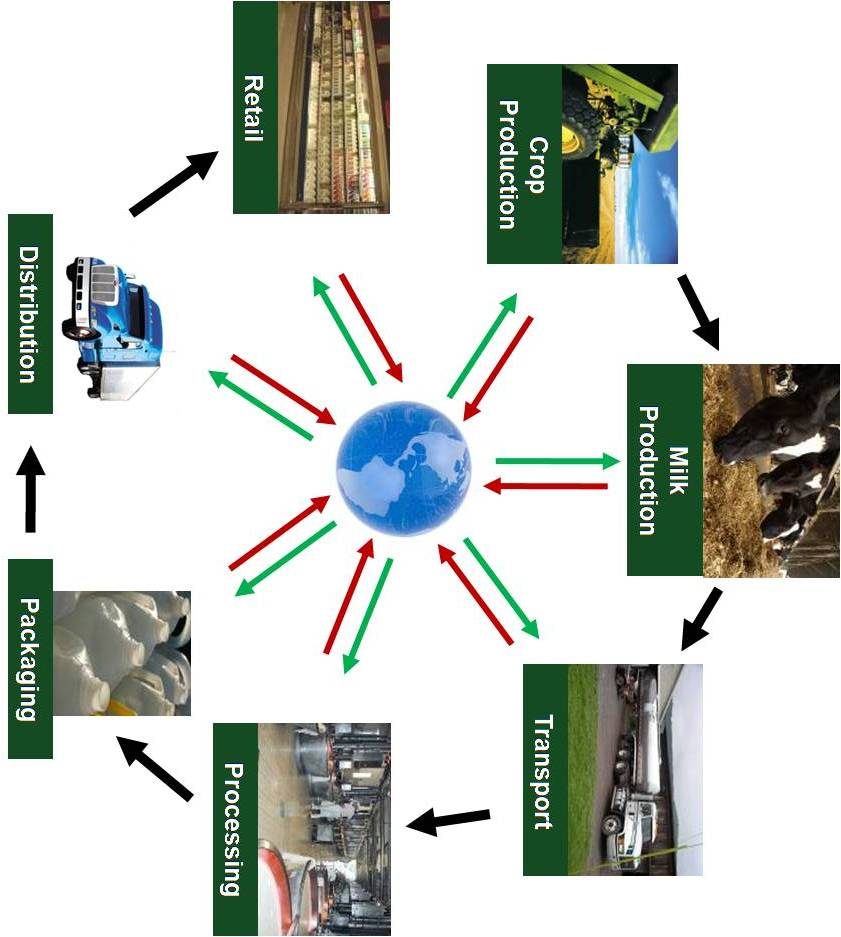 Crop
Production
Milk
Production
Transport
Processing
Packaging
Distribution
Retail